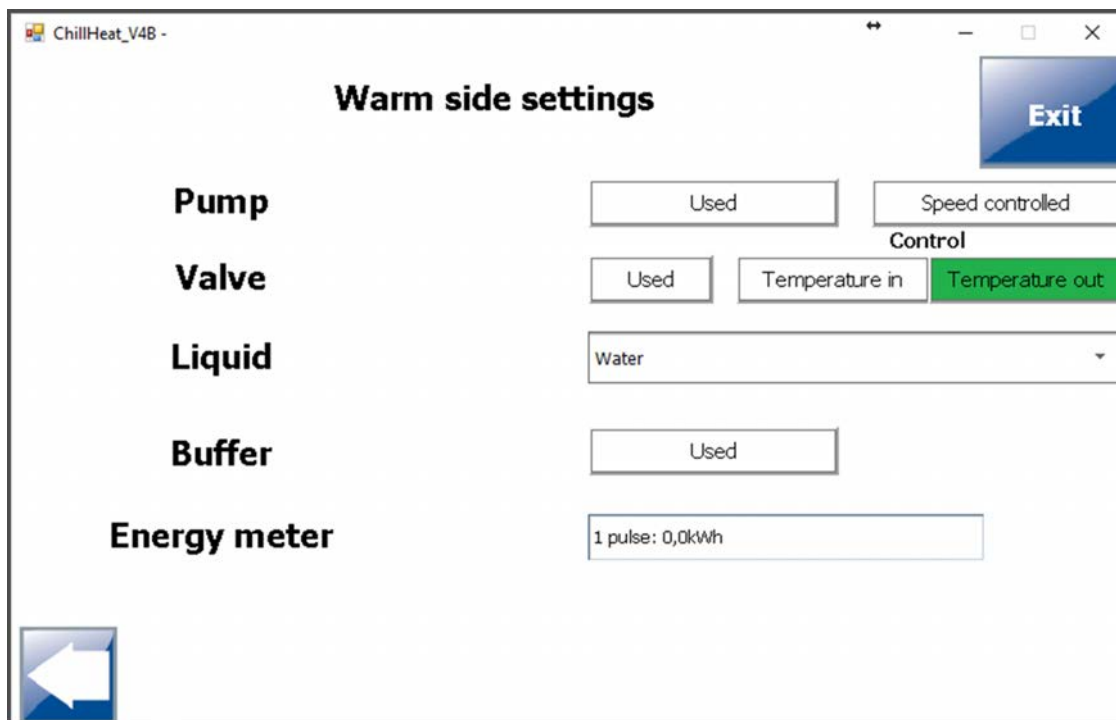 ChillHeat_V4B -
Warm side settings
Exit
Pump
Used
Speed controlled
Control
Valve
Used
Temperature in
Temperature out
Liquid
Water
Buffer
Used
Energy meter
1 pulse: 0,0kWh